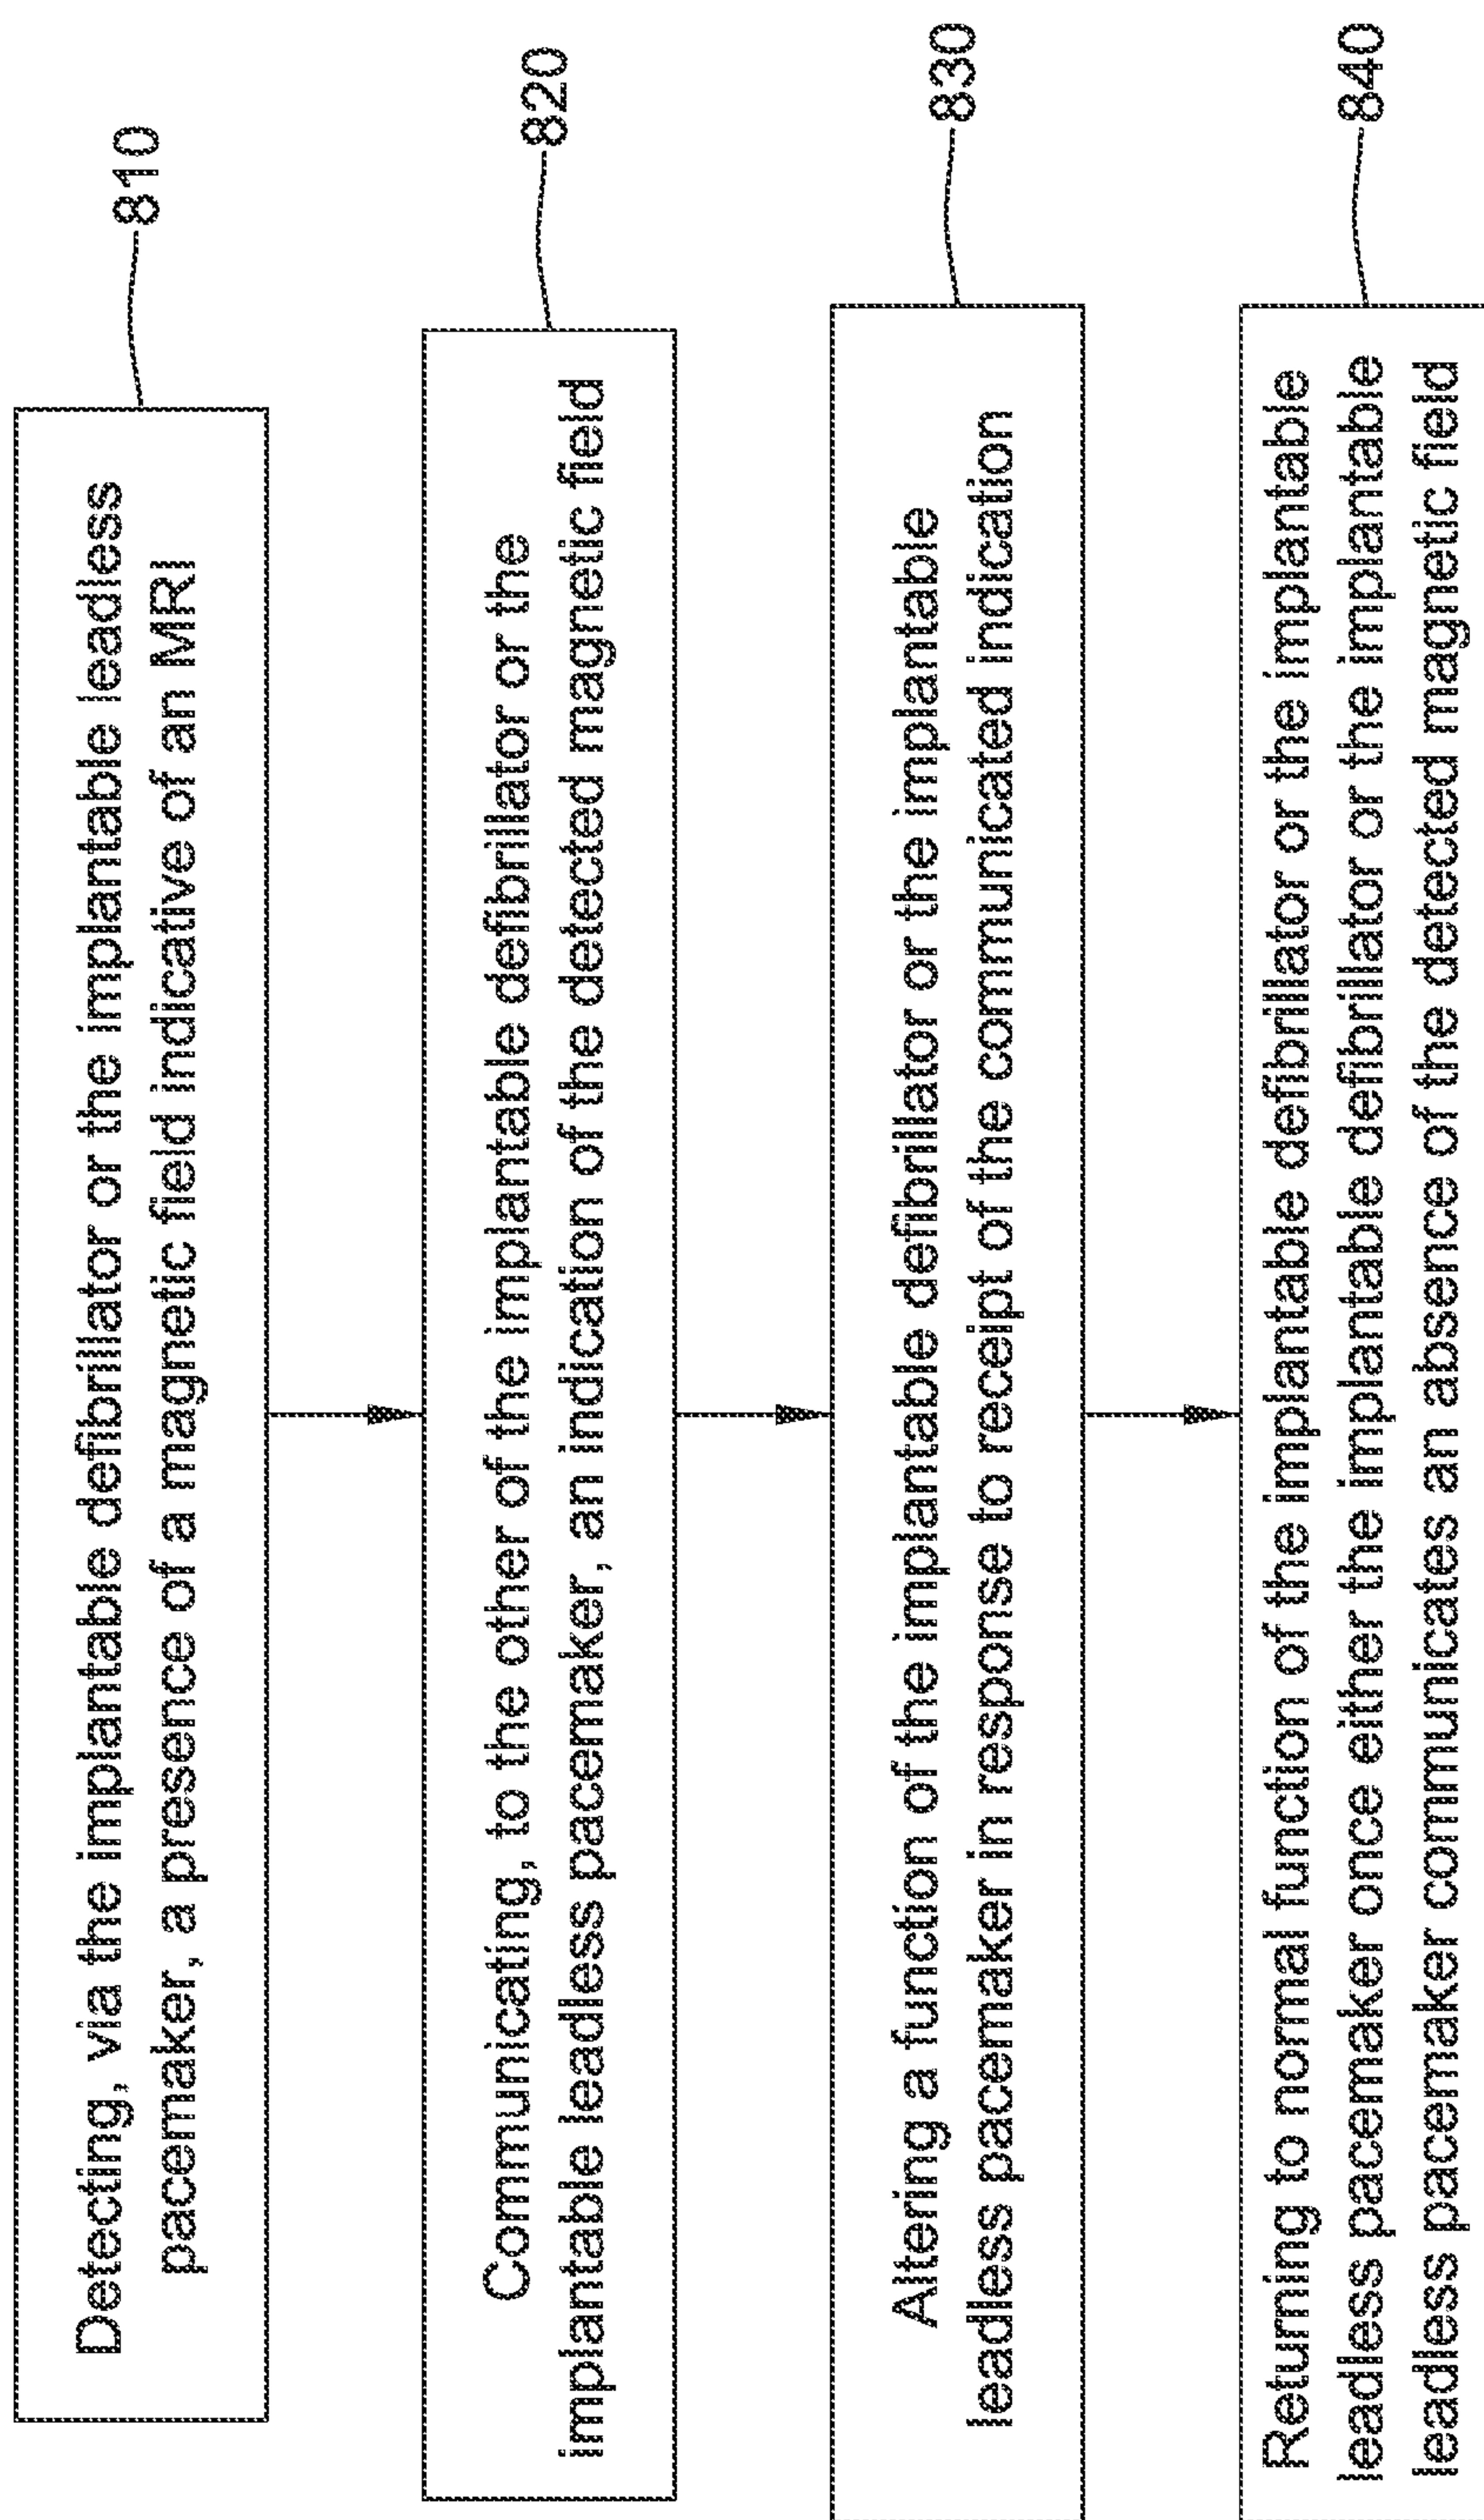 810
Detecting, via the implantable defibrillator or the implantable leadless
pacemaker, a presence of a magnetic field indicative of an MRI
820
Communicating, to the other of the implantable defibrillator or the
implantable leadless pacemaker, an indication of the detected magnetic field
830
Altering a function of the implantable defibrillator or the implantable
leadless pacemaker in response to receipt of the communicated indication
840
Returning to normal function of the implantable defibrillator or the implantable
leadless pacemaker once either the implantable defibrillator or the implantable
leadless pacemaker communicates an absence of the detected magnetic field